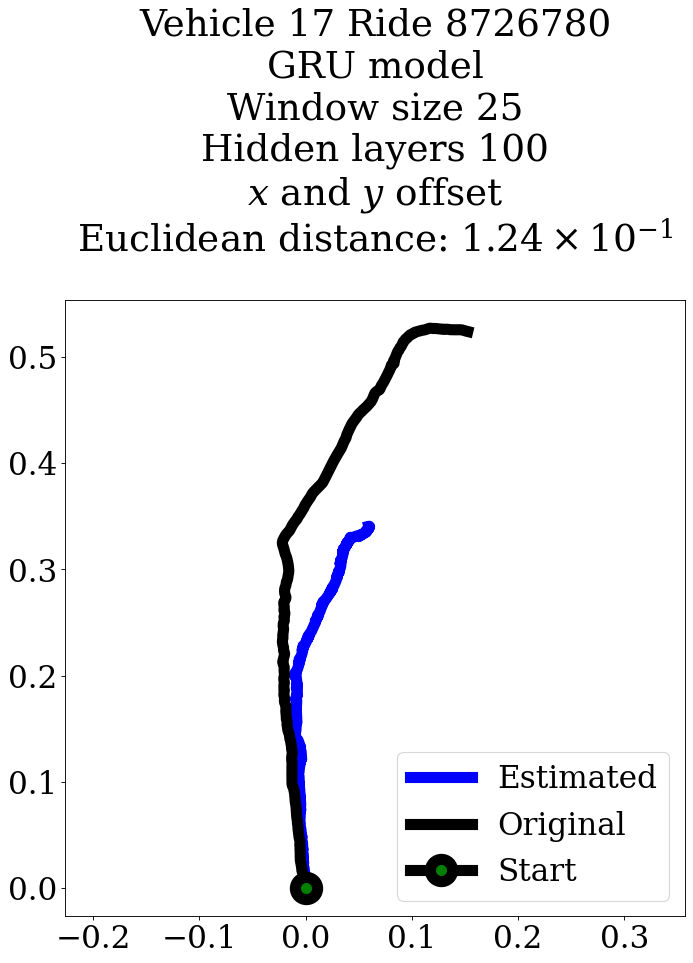 Vehicle 17 Ride 8726780
GRU model
Window size 25
Hidden layers 100
x and y offset
Euclidean distance: 1.24 × 10⁻¹
0.5
0.4
0.3
0.2
0.1
0.0
Estimated
Original
Start
−0.2 −0.1 0.0 0.1 0.2 0.3